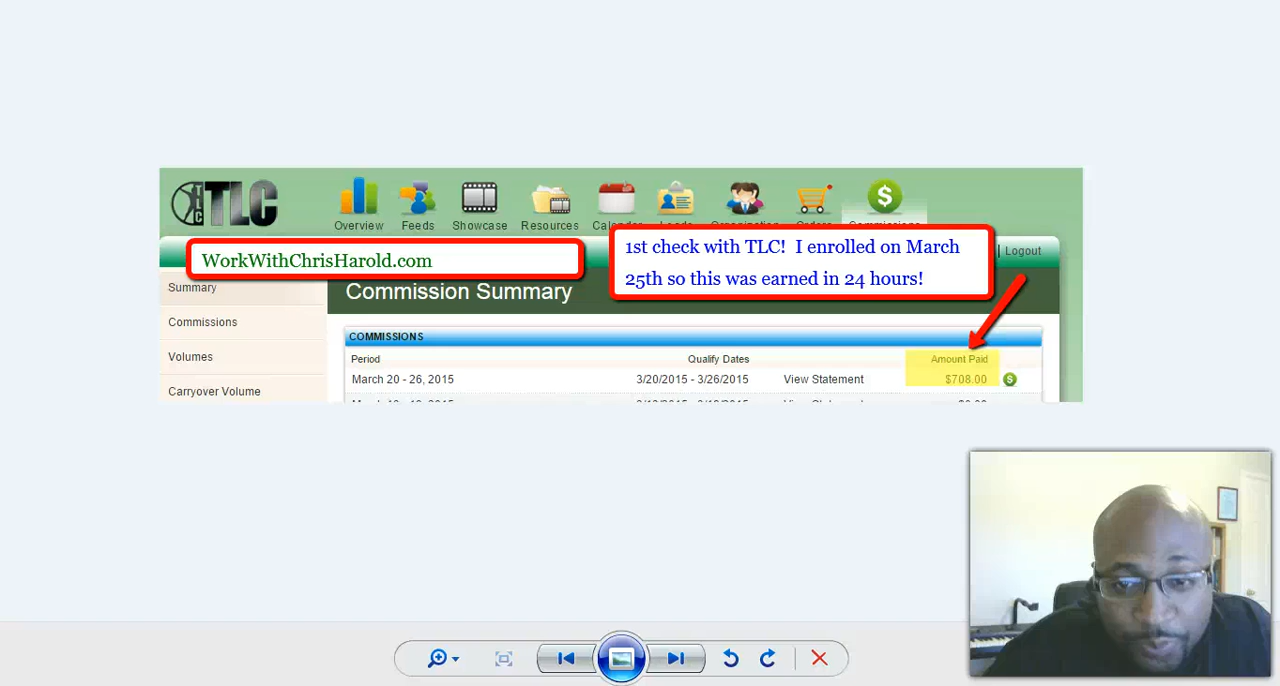 TLC
TLC
Overview
Feeds
Showcase
Resources
1st check with TLC! I enrolled on March
25th so this was earned in 24 hours!
WorkWithChrisHarold.com
Logout
Summary
Commissions
Volumes
Carryover Volume
Commission Summary
COMMISSIONS
Period Qualify Dates Amount Paid
March 20 - 26, 2015 3/20/2015 - 3/26/2015 View Statement $708.00